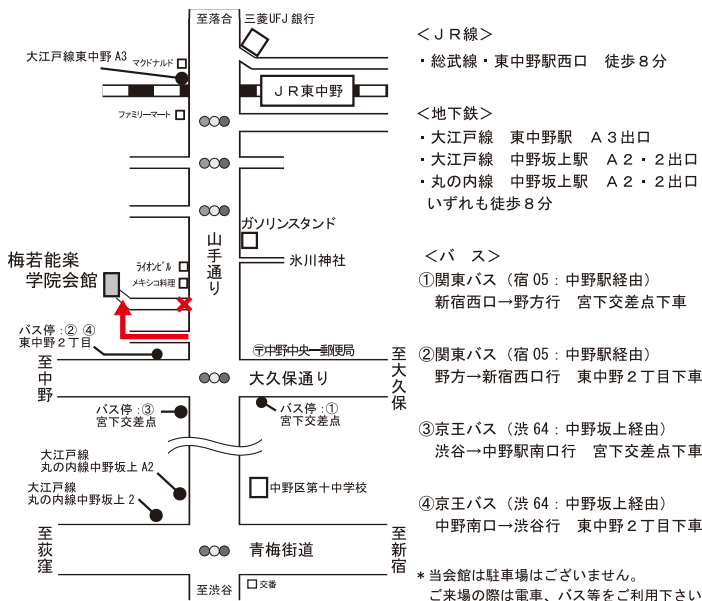 至落合
三菱UFJ銀行
大江戸線東中野A3
マクドナルド
JR東中野
ファミリーマート
ガソリンスタンド
山手通り
氷川神社
梅若能楽
学院会館
ライオンビル
メキシコ料理
バス停:② ④
東中野2丁目
〒中野中央一郵便局
至中野
大久保通り
至大久保
バス停:③
宮下交差点
バス停:①
宮下交差点
大江戸線
丸の内線中野坂上 A2
大江戸線
丸の内線中野坂上 2
中野区第十中学校
至荻窪
青梅街道
至新宿
至渋谷
交番
＜JR線＞
・総武線・東中野駅西口　徒歩8分
＜地下鉄＞
・大江戸線　東中野駅　A3出口
・大江戸線　中野坂上駅　A2・2出口
・丸の内線　中野坂上駅　A2・2出口
いずれも徒歩8分
＜バ　ス＞
①関東バス（宿05：中野駅経由）
新宿西口→野方行　宮下交差点下車
②関東バス（宿05：中野駅経由）
野方→新宿西口行　東中野2丁目下車
③京王バス（渋64：中野坂上経由）
渋谷→中野駅南口行　宮下交差点下車
④京王バス（渋64：中野坂上経由）
中野南口→渋谷行　東中野2丁目下車
＊当会館は駐車場はございません。
ご来場の際は電車、バス等をご利用下さい